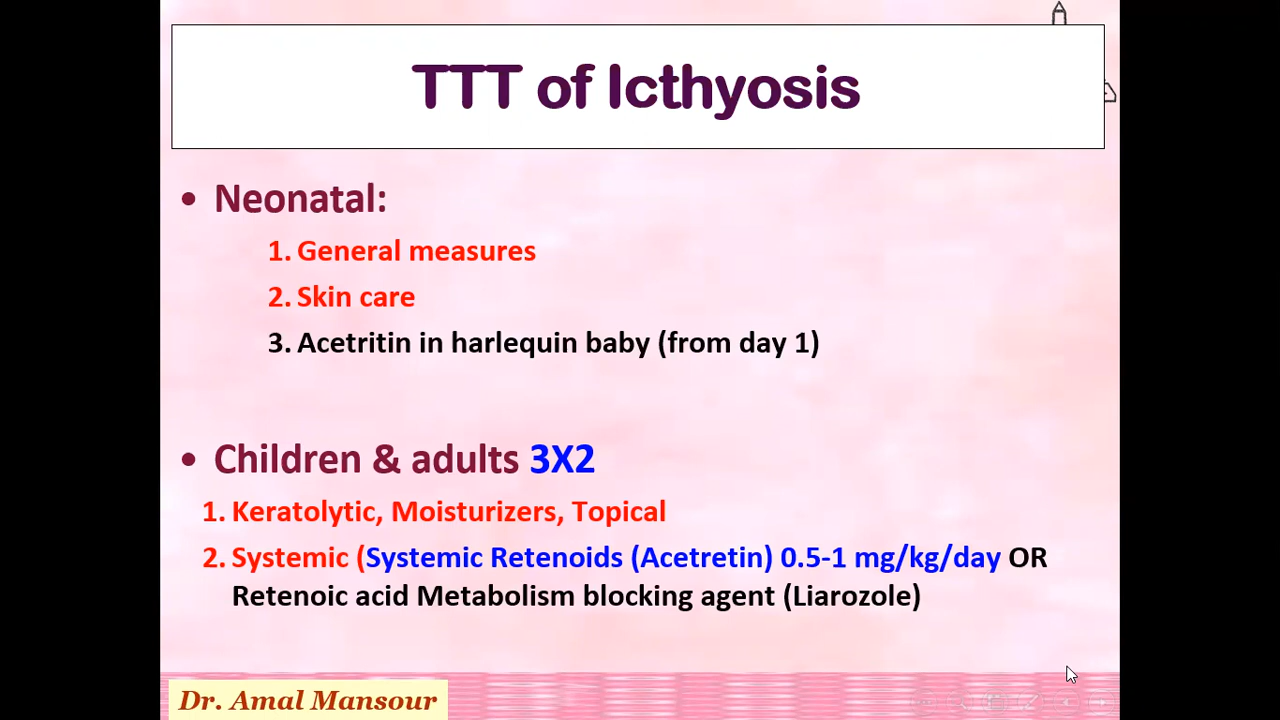 TTT of Icthyosis
• Neonatal:
1. General measures
2. Skin care
3. Acetritin in harlequin baby (from day 1)
• Children & adults 3X2
1. Keratolytic, Moisturizers, Topical
2. Systemic (Systemic Retenoids (Acetretin) 0.5-1 mg/kg/day OR
Retenoic acid Metabolism blocking agent (Liarozole)
Dr. Amal Mansour